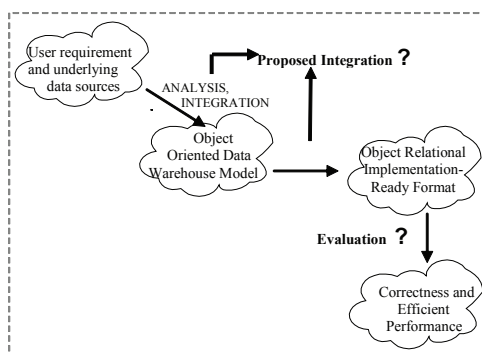 User requirement
and underlying
data sources
Proposed Integration ?
ANALYSIS,
INTEGRATION
Object
Oriented Data
Warehouse Model
Object Relational
Implementation-
Ready Format
Evaluation ?
Correctness and
Efficient
Performance